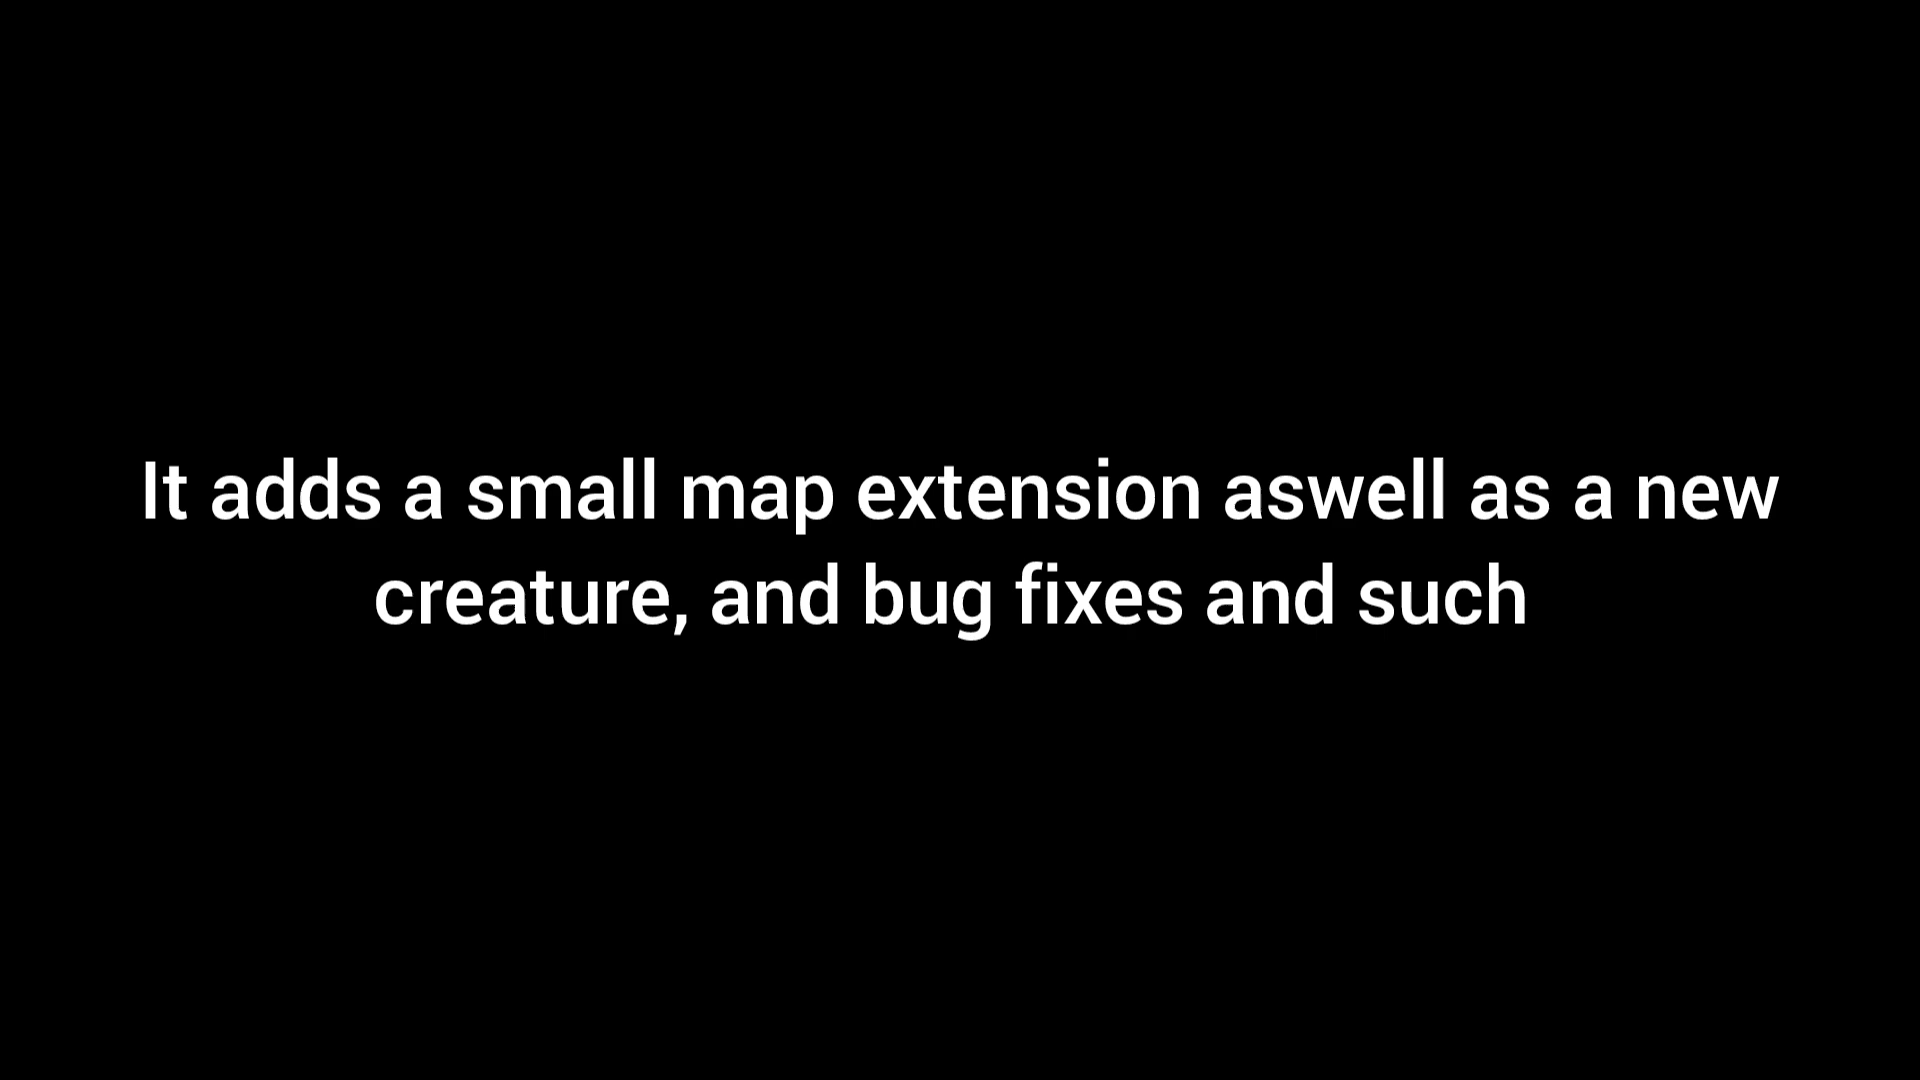 It adds a small map extension aswell as a new
creature, and bug fixes and such